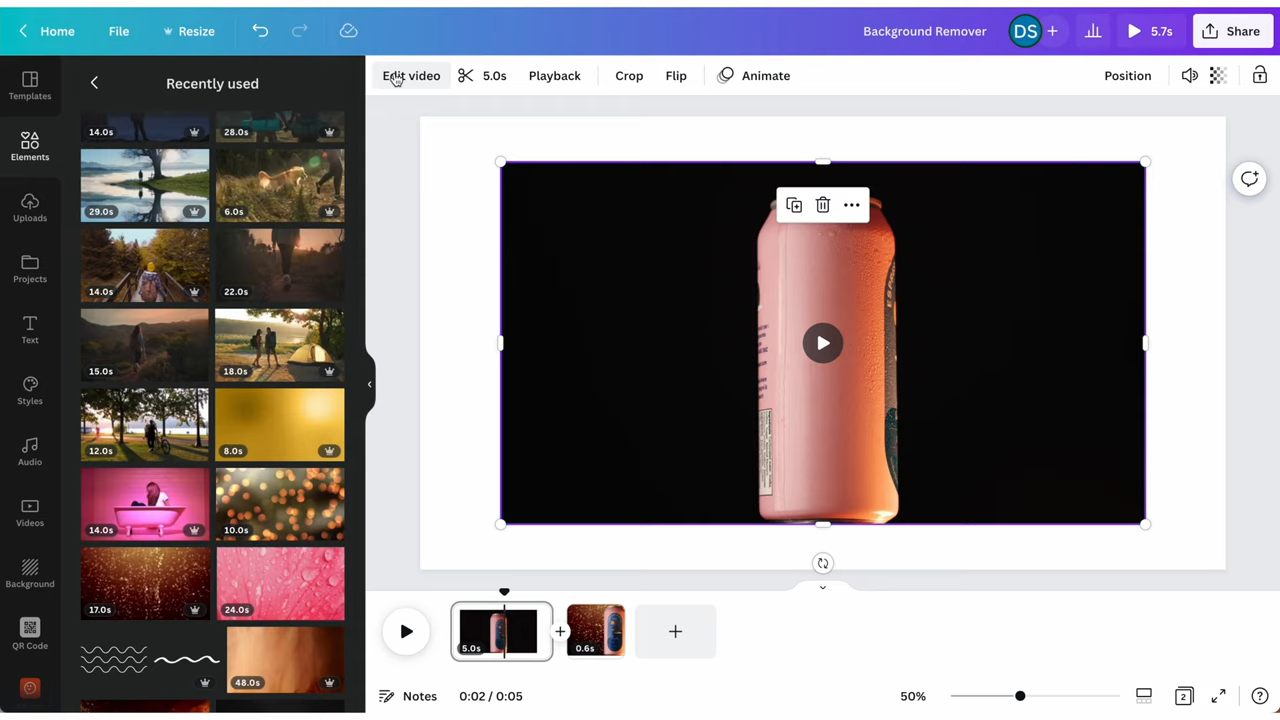 Home File Resize Background Remover DS 5.7s Share
Edit video 5.0s Playback Crop Flip Animate Position
Templates
Elements
Uploads
Projects
Text
Styles
Audio
Videos
Background
QR Code
Recently used
14.0s 28.0s
29.0s 6.0s
14.0s 22.0s
15.0s 18.0s
12.0s 8.0s
14.0s 10.0s
17.0s 24.0s
48.0s
5.0s 0.6s
Notes 0:02 / 0:05 50% 2